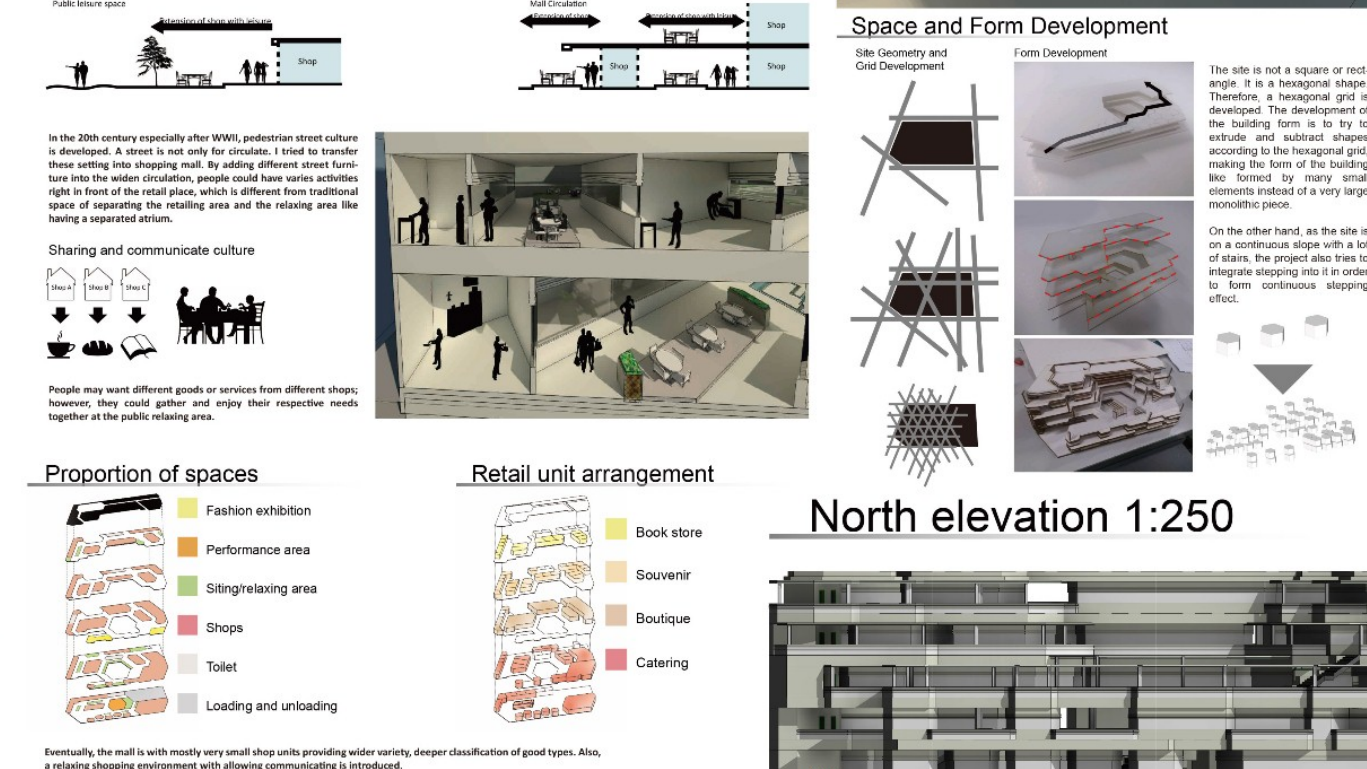 Public leisure space
Extension of shop with leisure
Shop
Mall Circulation
Extension of shop
Extension of shop with leisure
Shop
Shop
Shop
In the 20th century especially after WWII, pedestrian street culture
is developed. A street is not only for circulate. I tried to transfer
these setting into shopping mall. By adding different street furni-
ture into the widen circulation, people could have varies activities
right in front of the retail place, which is different from traditional
space of separating the retailing area and the relaxing area like
having a separated atrium.
Sharing and communicate culture
Shop A
Shop B
Shop C
People may want different goods or services from different shops;
however, they could gather and enjoy their respective needs
together at the public relaxing area.
Space and Form Development
Site Geometry and
Grid Development
Form Development
The site is not a square or rect-
angle. It is a hexagonal shape.
Therefore, a hexagonal grid is
developed. The development of
the building form is to try to
extrude and subtract shapes
according to the hexagonal grid,
making the form of the building
like formed by many small
elements instead of a very large
monolithic piece.
On the other hand, as the site is
on a continuous slope with a lot
of stairs, the project also tries to
integrate stepping into it in order
to form continuous stepping
effect.
Proportion of spaces
Fashion exhibition
Performance area
Siting/relaxing area
Shops
Toilet
Loading and unloading
Retail unit arrangement
Book store
Souvenir
Boutique
Catering
North elevation 1:250
Eventually, the mall is with mostly very small shop units providing wider variety, deeper classification of good types. Also,
a relaxing shopping environment with allowing communicating is introduced.